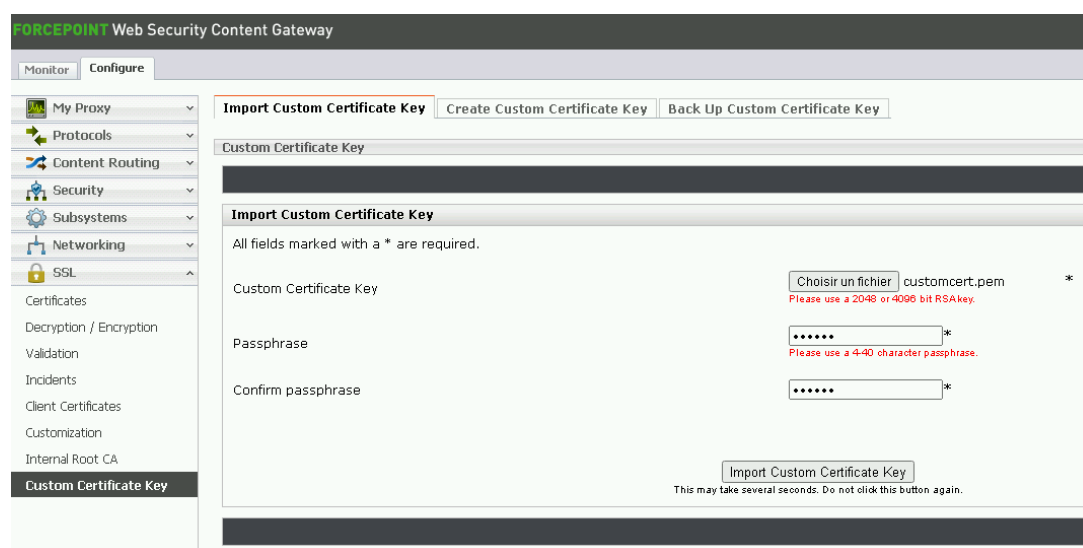 FORCEPOINT Web Security Content Gateway
Monitor Configure
My Proxy
Protocols
Content Routing
Security
Subsystems
Networking
SSL
Certificates
Decryption / Encryption
Validation
Incidents
Client Certificates
Customization
Internal Root CA
Custom Certificate Key
Import Custom Certificate Key Create Custom Certificate Key Back Up Custom Certificate Key
Custom Certificate Key
Import Custom Certificate Key
All fields marked with a * are required.
Custom Certificate Key Choisir un fichier customcert.pem *
Please use a 2048 or 4096 bit RSA key.
Passphrase •••••• *
Please use a 4-40 character passphrase.
Confirm passphrase •••••• *
Import Custom Certificate Key
This may take several seconds. Do not click this button again.